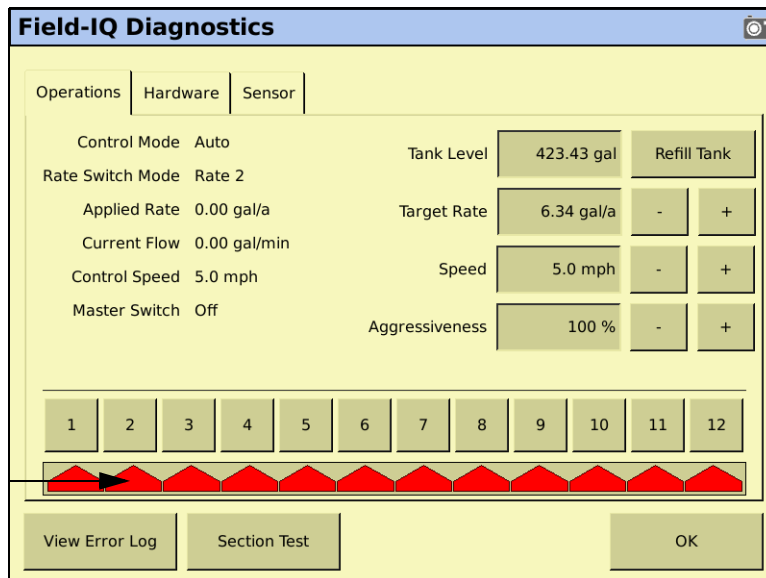 Field-IQ Diagnostics
Operations Hardware Sensor
Control Mode Auto
Rate Switch Mode Rate 2
Applied Rate 0.00 gal/a
Current Flow 0.00 gal/min
Control Speed 5.0 mph
Master Switch Off
Tank Level 423.43 gal Refill Tank
Target Rate 6.34 gal/a - +
Speed 5.0 mph - +
Aggressiveness 100 % - +
1 2 3 4 5 6 7 8 9 10 11 12
View Error Log Section Test OK